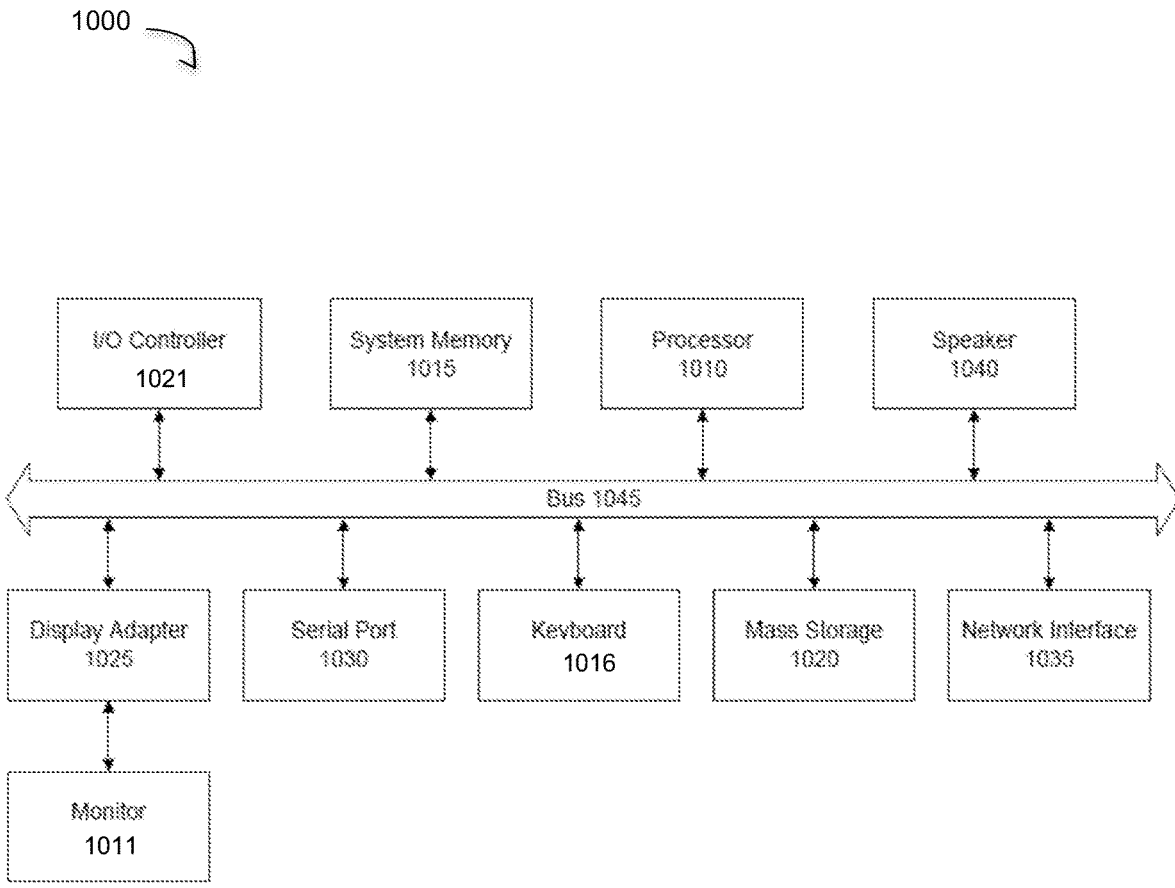 1000
I/O Controller
1021
System Memory
1015
Processor
1010
Speaker
1040
Bus 1045
Display Adapter
1025
Serial Port
1030
Keyboard
1016
Mass Storage
1020
Network Interface
1035
Monitor
1011